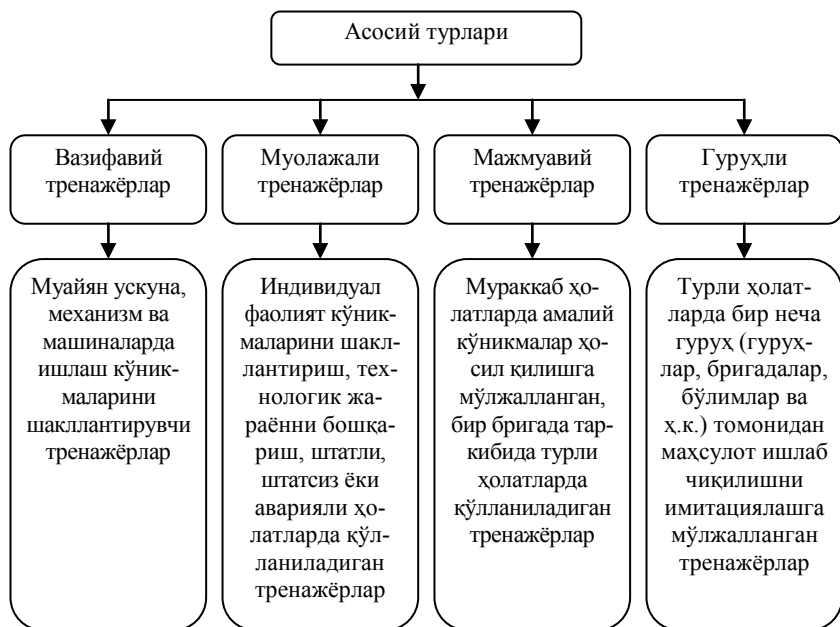 Асосий турлари
Вазифавий
тренажёрлар
Муолажали
тренажёрлар
Мажмуавий
тренажёрлар
Гуруҳли
тренажёрлар
Муайян ускуна,
механизм ва
машиналарда
ишлаш кўник-
маларини
шакллантирувчи
тренажёрлар
Индивидуал
фаолият кўник-
маларини шакл-
лантириш, тех-
нологик жа-
раённи бошқа-
риш, штатли,
штатсиз ёки
аварияли ҳо-
латларда қўл-
ланиладиган
тренажёрлар
Мураккаб ҳо-
латларда амалий
кўникмалар ҳо-
сил қилишга
мўлжалланган,
бир бригада тар-
кибида турли
ҳолатларда
қўлланиладиган
тренажёрлар
Турли ҳолат-
ларда бир неча
гуруҳ (гуруҳ-
лар, бригадалар,
бўлимлар ва
ҳ.к.) томонидан
маҳсулот ишлаб
чиқилишни
имитациялашга
мўлжалланган
тренажёрлар